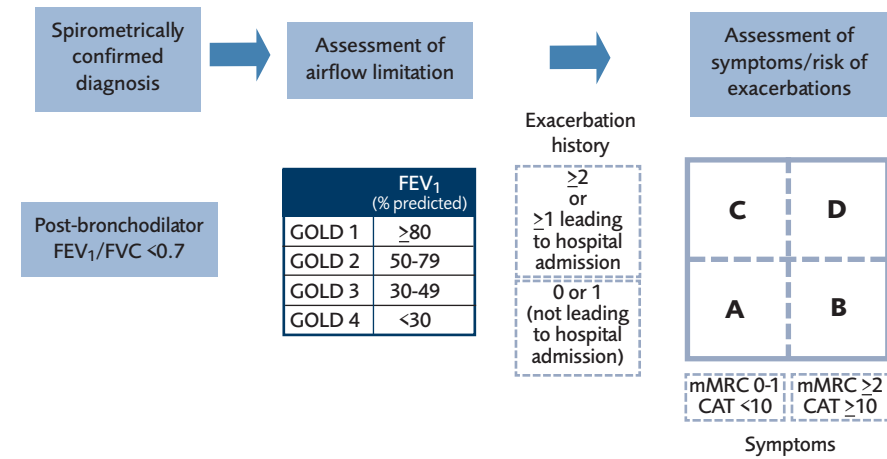 Spirometrically
confirmed
diagnosis
Assessment of
airflow limitation
Assessment of
symptoms/risk of
exacerbations
Post-bronchodilator
FEV₁/FVC <0.7
FEV₁
(% predicted)
GOLD 1 ≥80
GOLD 2 50-79
GOLD 3 30-49
GOLD 4 <30
Exacerbation
history
≥2
or
≥1 leading
to hospital
admission
0 or 1
(not leading
to hospital
admission)
C D
A B
mMRC 0-1
CAT <10
mMRC ≥2
CAT ≥10
Symptoms